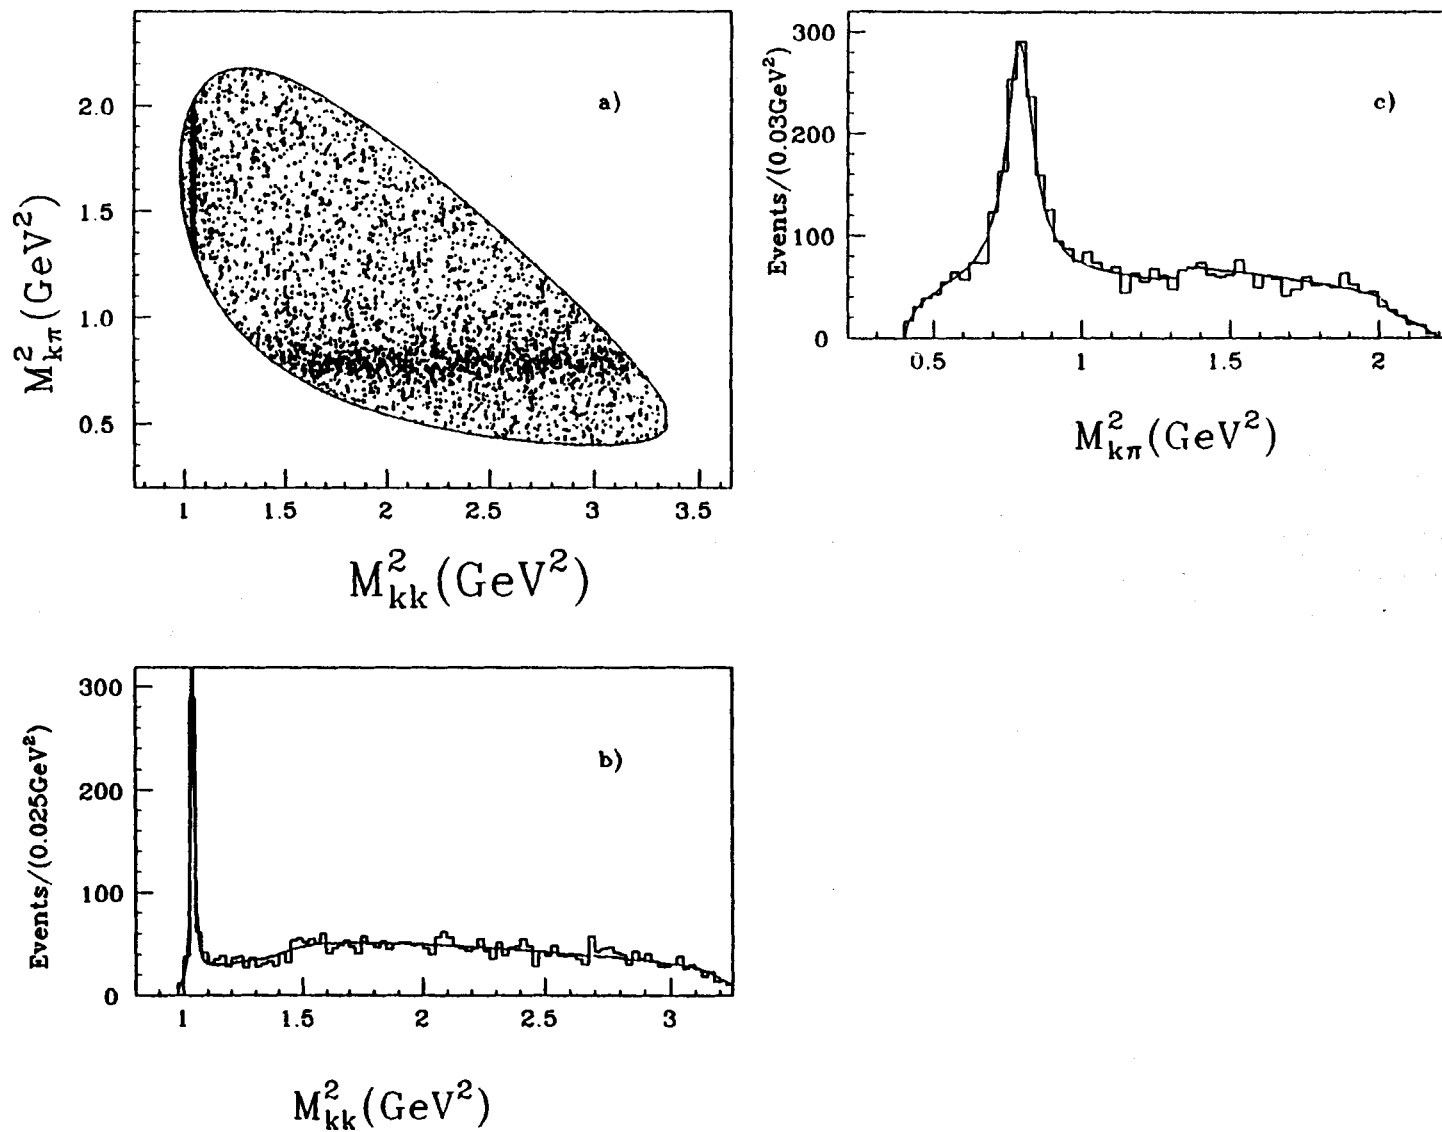 a)
2.0
1.5
1.0
0.5
M²kπ(GeV²)
1 1.5 2 2.5 3 3.5
M²kk(GeV²)
c)
300
200
100
0
Events/(0.03GeV²)
0.5 1 1.5 2
M²kπ(GeV²)
b)
300
200
100
0
Events/(0.025GeV²)
1 1.5 2 2.5 3
M²kk(GeV²)